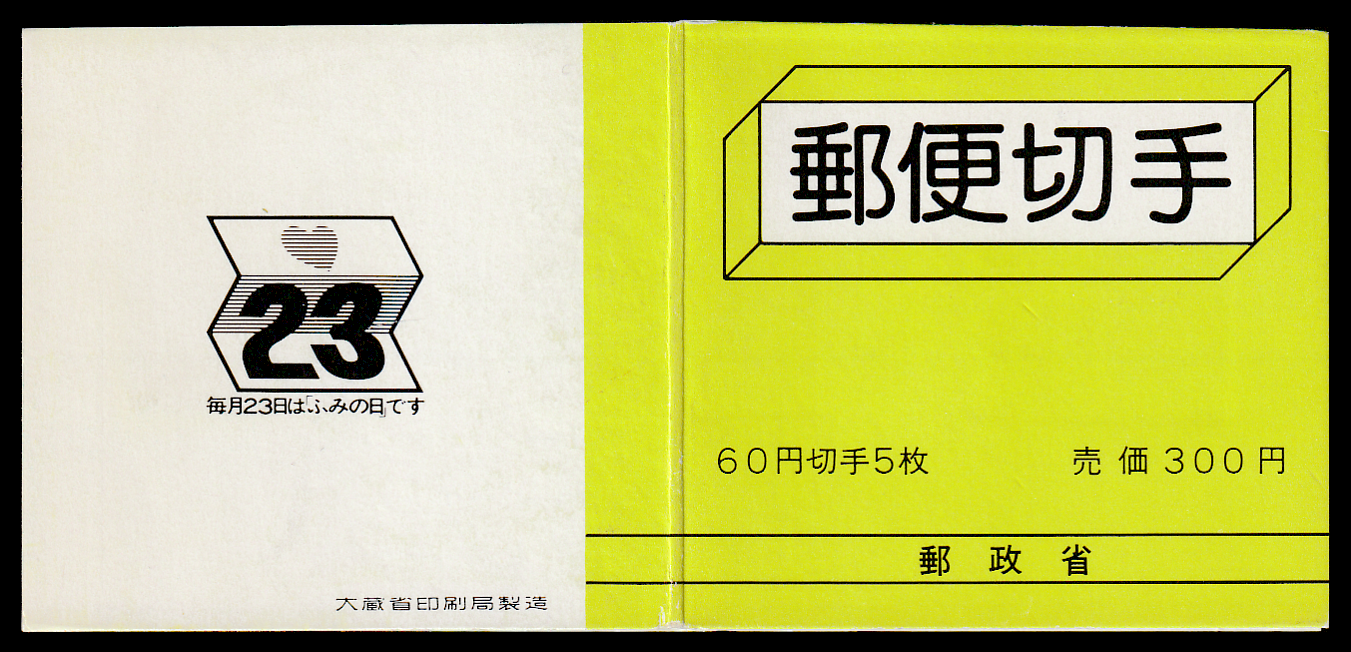 23
毎月23日は「ふみの日」です
大蔵省印刷局製造
郵便切手
60円切手5枚
売価300円
郵政省